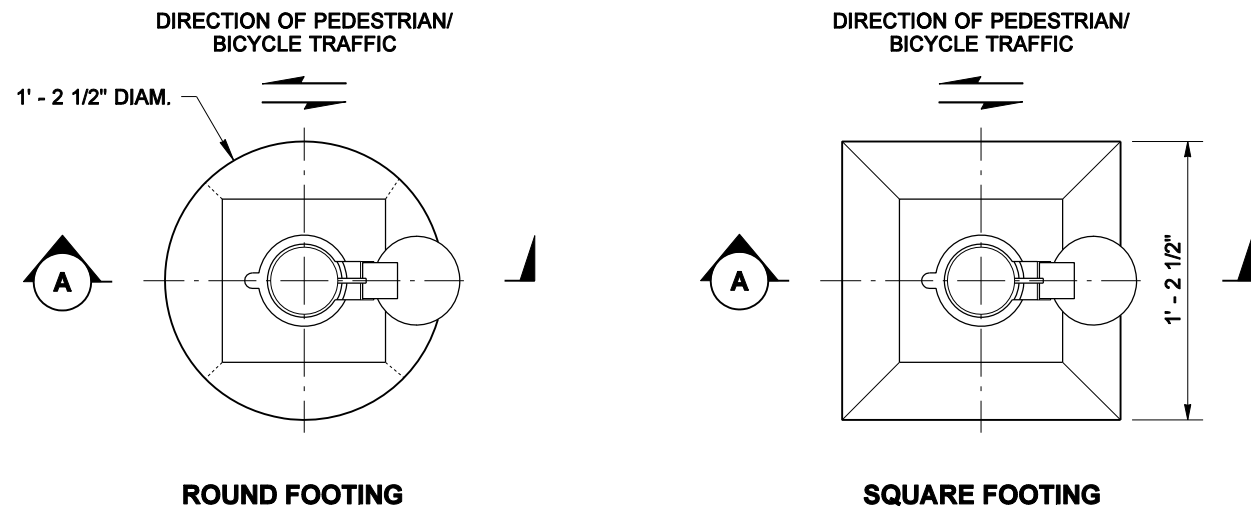 DIRECTION OF PEDESTRIAN/
BICYCLE TRAFFIC
1' - 2 1/2" DIAM.
A
ROUND FOOTING
DIRECTION OF PEDESTRIAN/
BICYCLE TRAFFIC
A
1' - 2 1/2"
SQUARE FOOTING